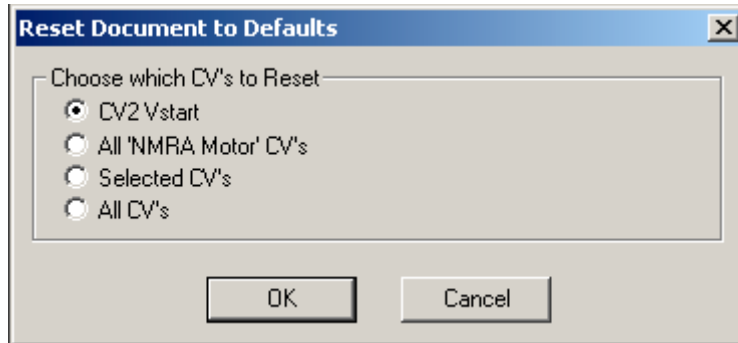 Reset Document to Defaults
Choose which CV's to Reset
CV2 Vstart
All 'NMRA Motor' CV's
Selected CV's
All CV's
OK Cancel